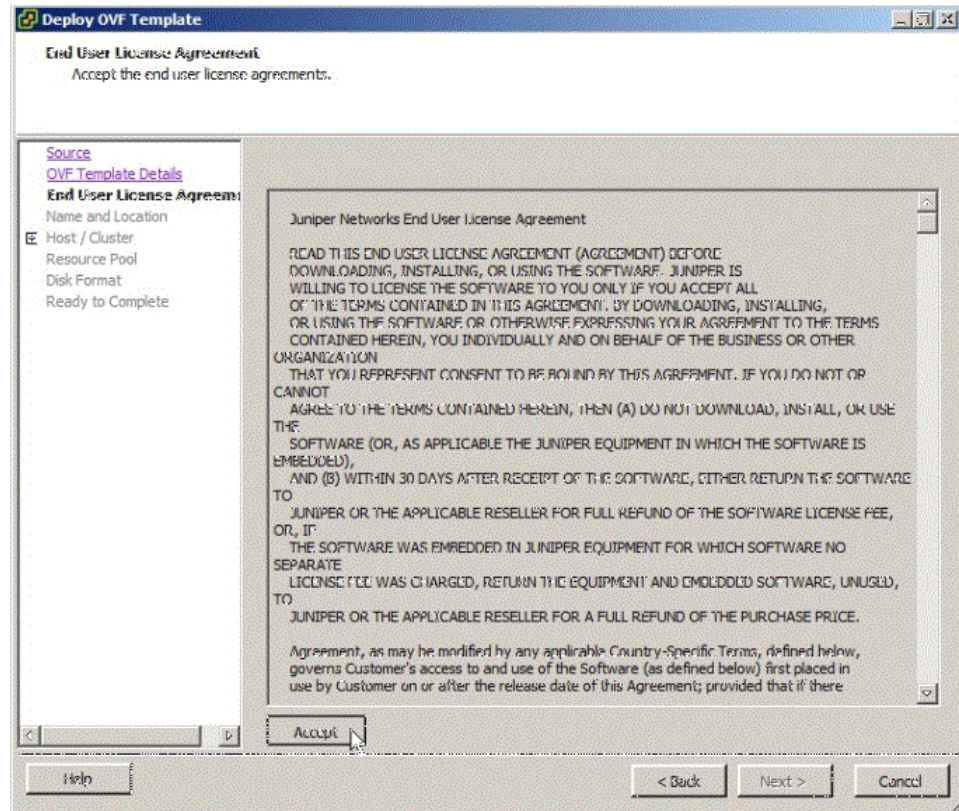 Deploy OVF Template
End User License Agreement
Accept the end user license agreements.
Source
OVF Template Details
End User License Agreem
Name and Location
Host / Cluster
Resource Pool
Disk Format
Ready to Complete
Juniper Networks End User License Agreement
READ THIS END USER LICENSE AGREEMENT (AGREEMENT) BEFORE
DOWNLOADING, INSTALLING, OR USING THE SOFTWARE. JUNIPER IS
WILLING TO LICENSE THE SOFTWARE TO YOU ONLY IF YOU ACCEPT ALL
OF THE TERMS CONTAINED IN THIS AGREEMENT. BY DOWNLOADING, INSTALLING,
OR USING THE SOFTWARE OR OTHERWISE EXPRESSING YOUR AGREEMENT TO THE TERMS
CONTAINED HEREIN, YOU INDIVIDUALLY AND ON BEHALF OF THE BUSINESS OR OTHER
ORGANIZATION
THAT YOU REPRESENT CONSENT TO BE BOUND BY THIS AGREEMENT. IF YOU DO NOT OR
CANNOT
AGREE TO THE TERMS CONTAINED HEREIN, THEN (A) DO NOT DOWNLOAD, INSTALL, OR USE
THE
SOFTWARE (OR, AS APPLICABLE THE JUNIPER EQUIPMENT IN WHICH THE SOFTWARE IS
EMBEDDED),
AND (B) WITHIN 30 DAYS AFTER RECEIPT OF THE SOFTWARE, EITHER RETURN THE SOFTWARE
TO
JUNIPER OR THE APPLICABLE RESELLER FOR FULL REFUND OF THE SOFTWARE LICENSE FEE,
OR, IF
THE SOFTWARE WAS EMBEDDED IN JUNIPER EQUIPMENT FOR WHICH SOFTWARE NO
SEPARATE
LICENSE FEE WAS CHARGED, RETURN THE EQUIPMENT AND EMBEDDED SOFTWARE, UNUSED,
TO
JUNIPER OR THE APPLICABLE RESELLER FOR A FULL REFUND OF THE PURCHASE PRICE.
Agreement, as may be modified by any applicable Country-Specific Terms, defined below,
governs Customer's access to and use of the Software (as defined below) first placed in
use by Customer on or after the release date of this Agreement; provided that if there
Accept
Help
< Back
Next >
Cancel